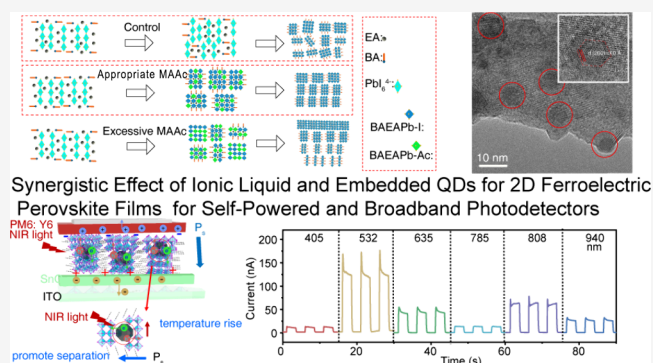 Control
Appropriate MAAc
Excessive MAAc
EA:
BA:
PbI₆⁴⁻:
BAEAPb-I:
BAEAPb-Ac:
10 nm
Synergistic Effect of Ionic Liquid and Embedded QDs for 2D Ferroelectric
Perovskite Films for Self-Powered and Broadband Photodetectors
PM6: Y6
NIR light
Pₛ
ITO
NIR light
temperature rise
promote separation
Pₛ
Current (nA)
200
150
100
50
0
405
532
635
785
808
940
nm
0
20
40
60
80
Time (s)